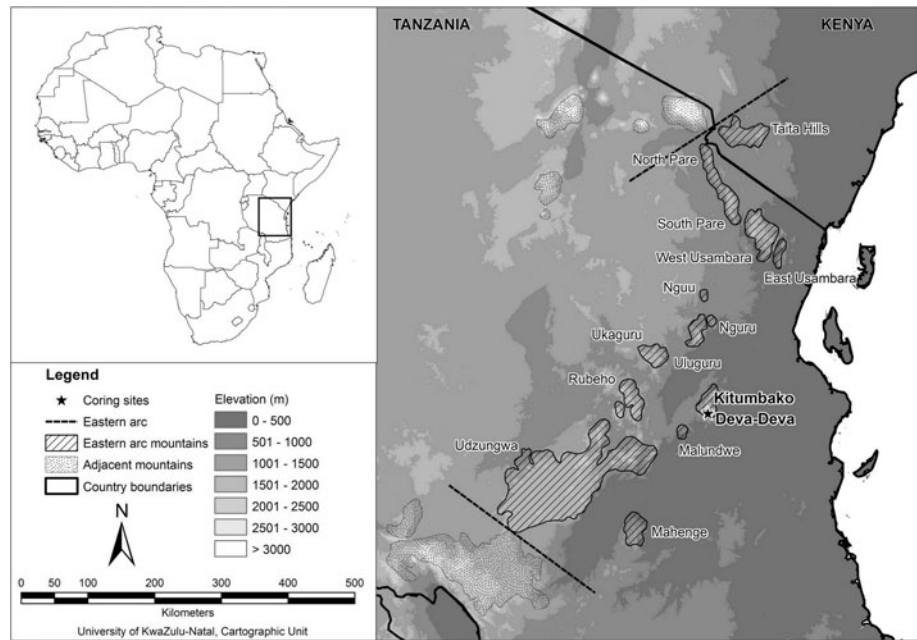 TANZANIA
KENYA
Taita Hills
North Pare
South Pare
West Usambara
East Usambara
Nguu
Nguru
Ukaguru
Uluguru
Rubeho
Kitumbako
Deva-Deva
Udzungwa
Malundwe
Mahenge
Legend
Coring sites
Eastern arc
Eastern arc mountains
Adjacent mountains
Country boundaries
Elevation (m)
0 - 500
501 - 1000
1001 - 1500
1501 - 2000
2001 - 2500
2501 - 3000
> 3000
N
0 50 100 200 300 400 500
Kilometers
University of KwaZulu-Natal, Cartographic Unit